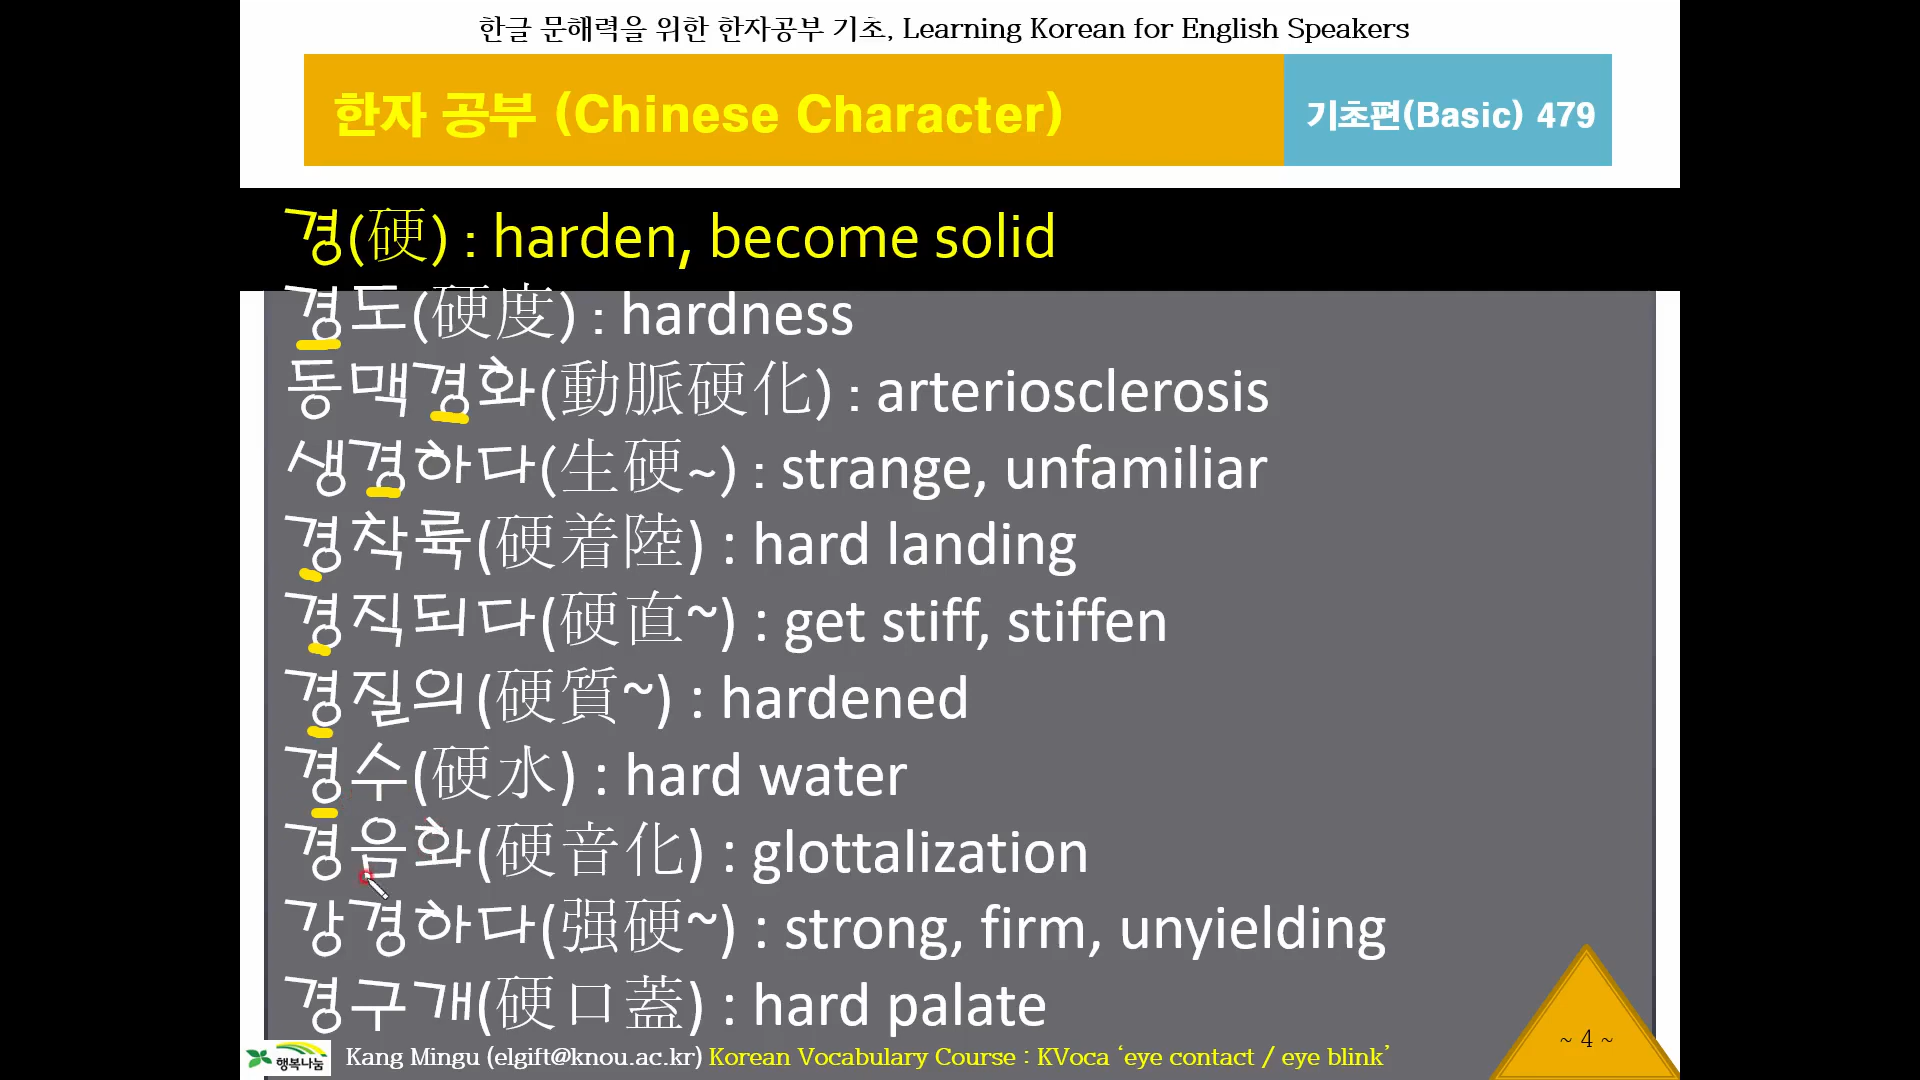 한글 문해력을 위한 한자공부 기초, Learning Korean for English Speakers
한자 공부 (Chinese Character)
기초편(Basic) 479
경(硬) : harden, become solid
경도(硬度) : hardness
동맥경화(動脈硬化) : arteriosclerosis
생경하다(生硬~) : strange, unfamiliar
경착륙(硬着陸) : hard landing
경직되다(硬直~) : get stiff, stiffen
경질의(硬質~) : hardened
경수(硬水) : hard water
경음화(硬音化) : glottalization
강경하다(强硬~) : strong, firm, unyielding
경구개(硬口蓋) : hard palate
행복나눔
Kang Mingu (elgift@knou.ac.kr) Korean Vocabulary Course : KVoca ‘eye contact / eye blink’
~ 4 ~